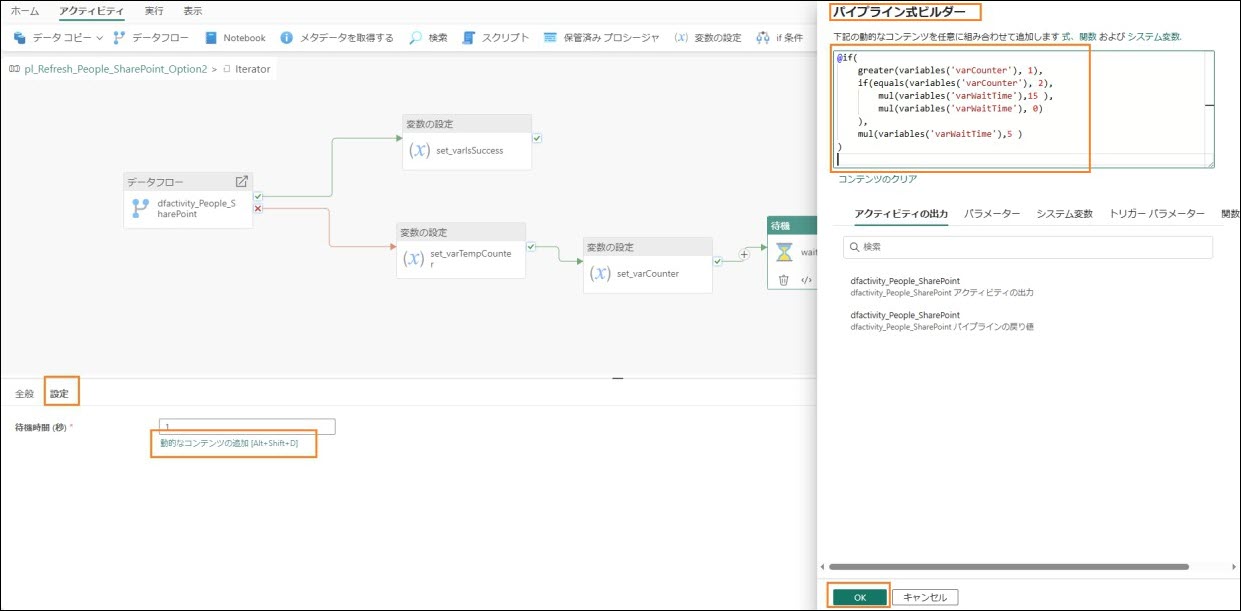 ホーム アクティビティ 実行 表示
データ コピー データフロー Notebook メタデータを取得する 検索 スクリプト 保管済み プロシージャ (x) 変数の設定 if 条件
pl_Refresh_People_SharePoint_Option2 > Iterator
変数の設定
(x) set_varIsSuccess
データフロー
dfactivity_People_S
harePoint
変数の設定
(x) set_varTempCounte
r
変数の設定
(x) set_varCounter
待機
wait
</>
全般 設定
待機時間 (秒) *
1
動的なコンテンツの追加 [Alt+Shift+D]
パイプライン式ビルダー
下記の動的なコンテンツを任意に組み合わせて追加します 式、関数 および システム変数.
@if(
greater(variables('varCounter'), 1),
if(equals(variables('varCounter'), 2),
mul(variables('varWaitTime'),15 ),
mul(variables('varWaitTime'), 0)
),
mul(variables('varWaitTime'),5 )
)
コンテンツのクリア
アクティビティの出力 パラメーター システム変数 トリガー パラメーター 関数
検索
dfactivity_People_SharePoint
dfactivity_People_SharePoint アクティビティの出力
dfactivity_People_SharePoint
dfactivity_People_SharePoint パイプラインの戻り値
OK キャンセル